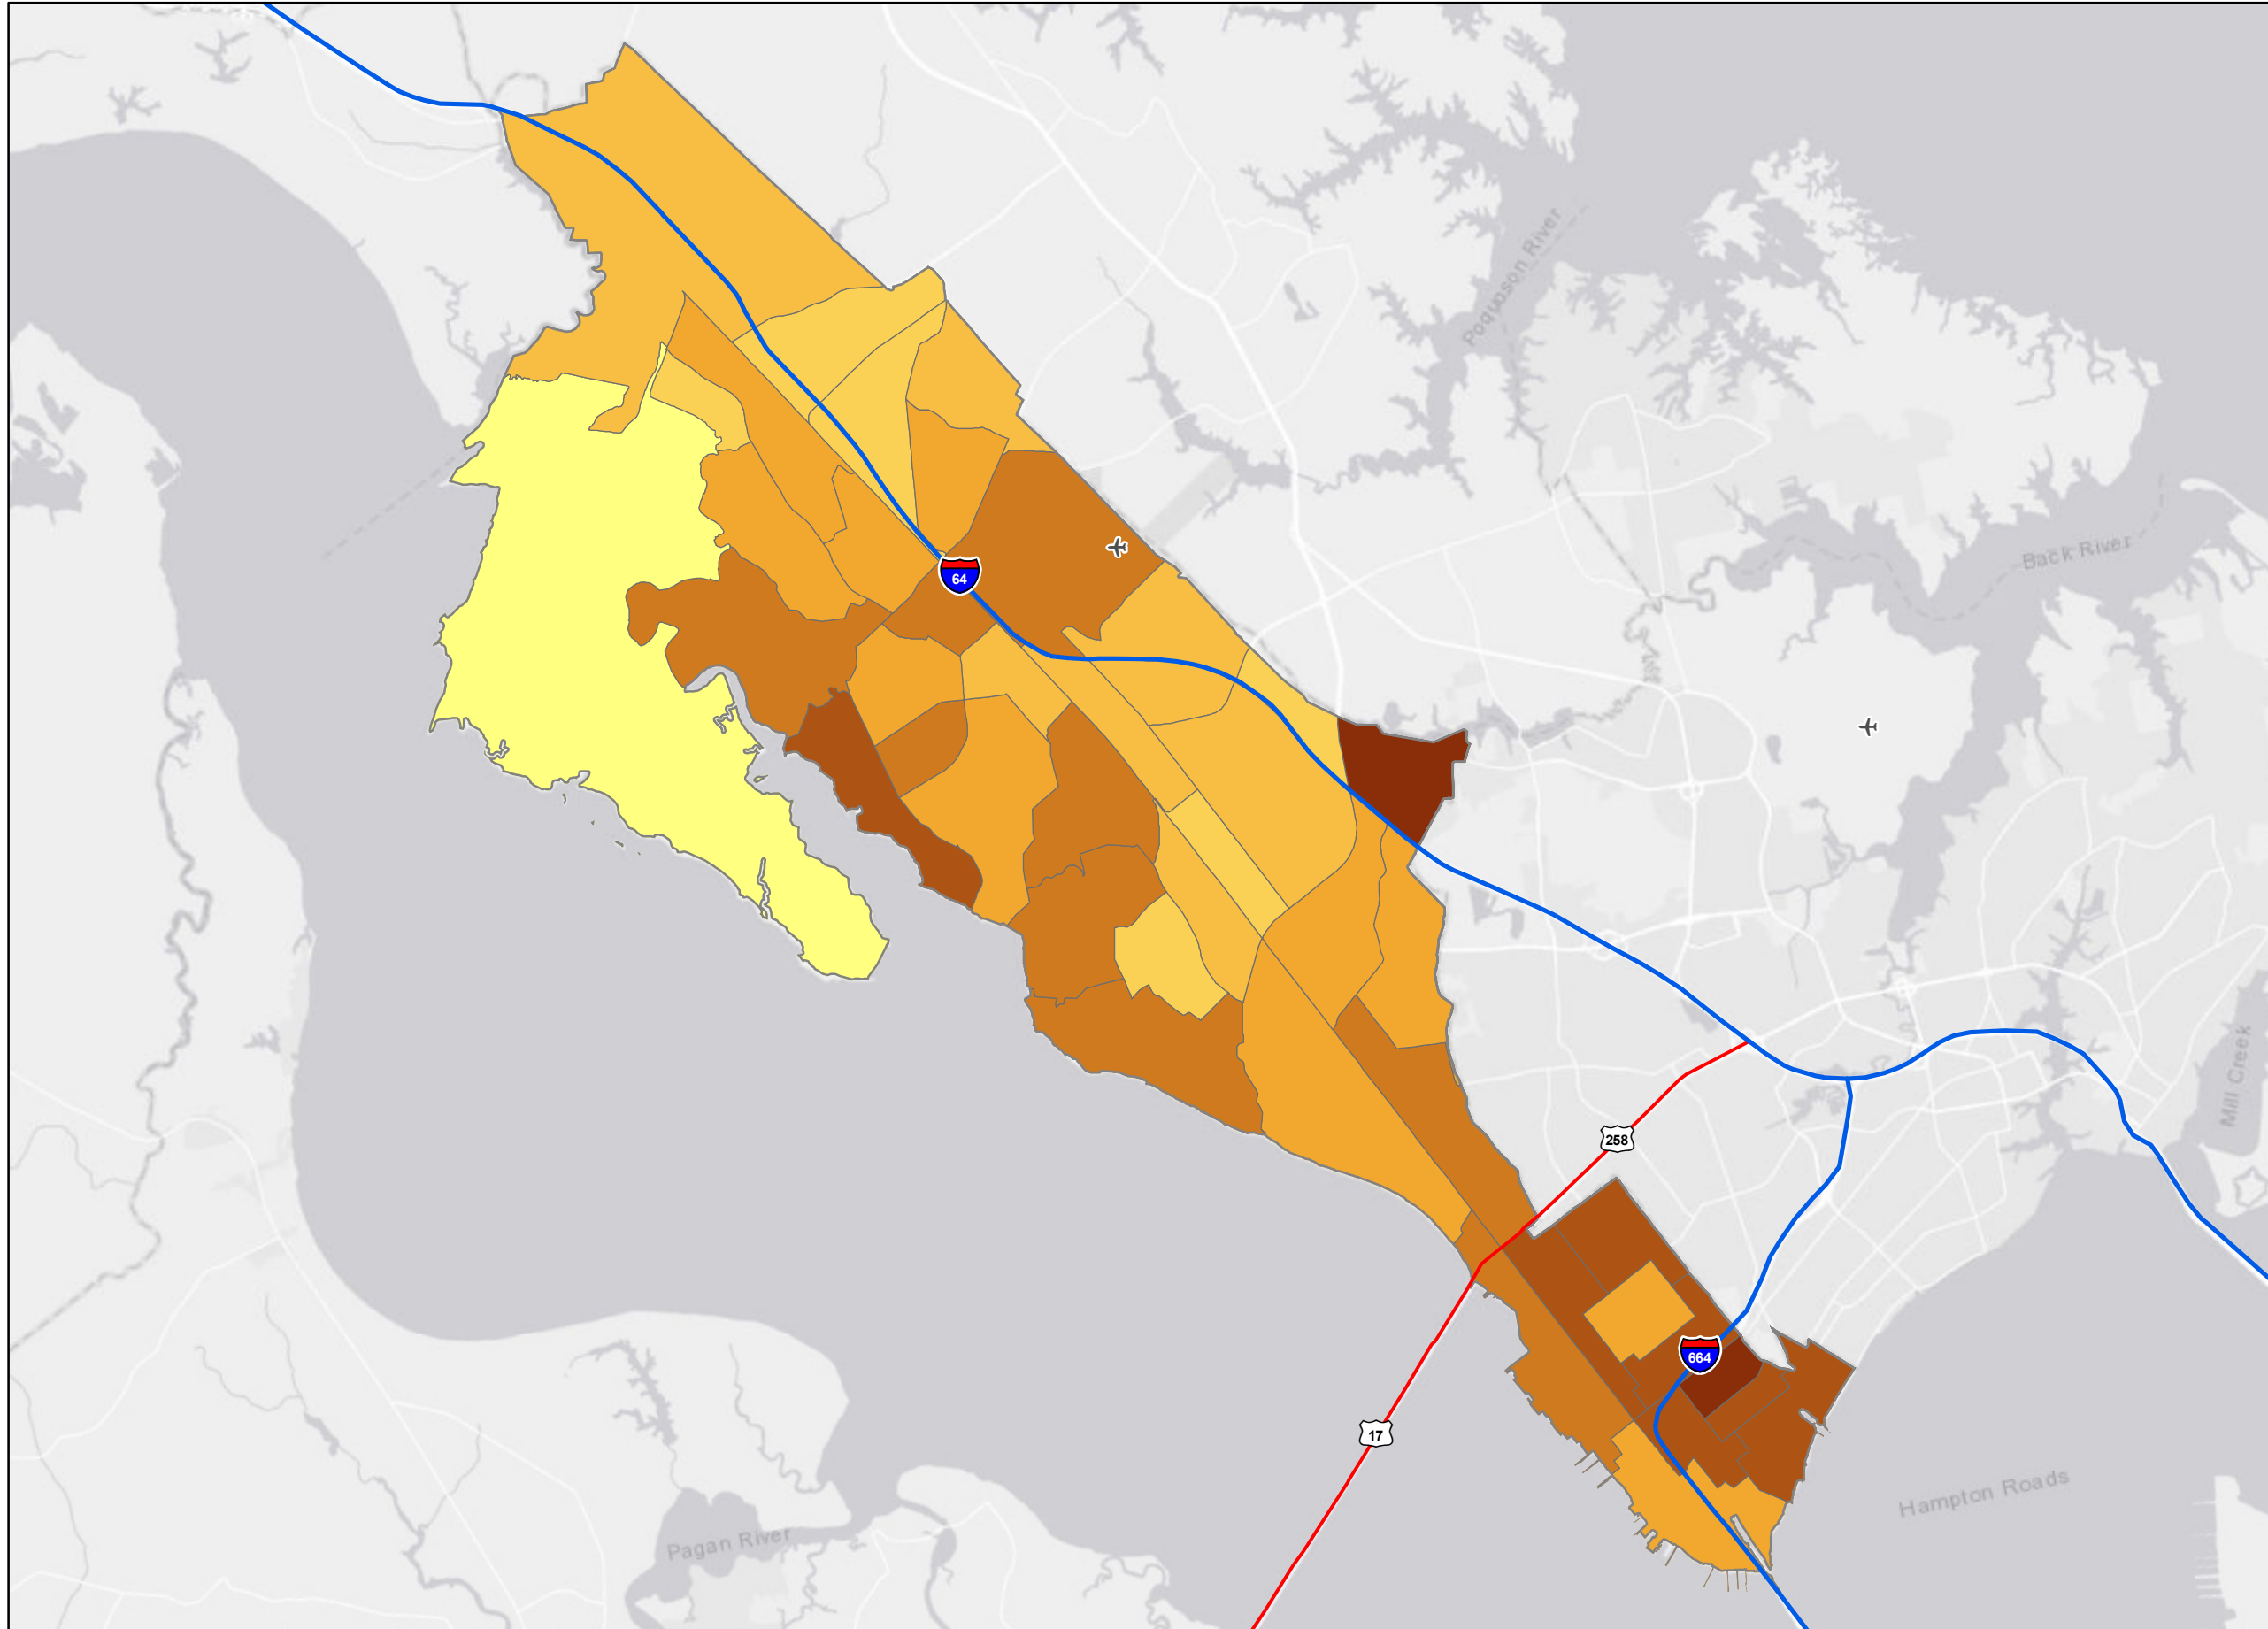 Poquoson River
Back River
64
Mill Creek
258
664
17
Hampton Roads
Pagan River